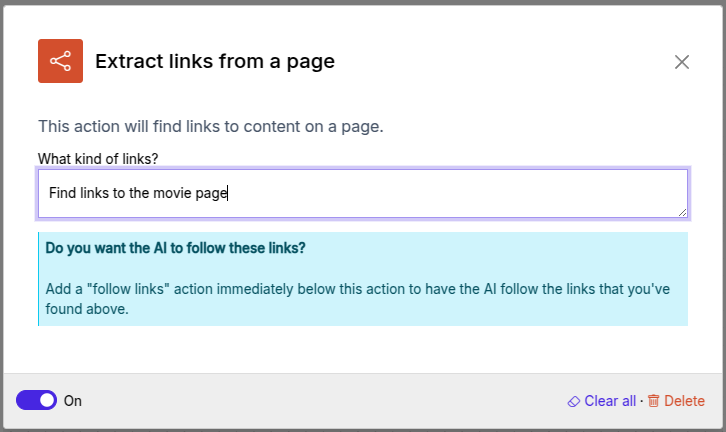 Extract links from a page
This action will find links to content on a page.
What kind of links?
Find links to the movie page
Do you want the AI to follow these links?
Add a "follow links" action immediately below this action to have the AI follow the links that you've
found above.
On
Clear all · Delete